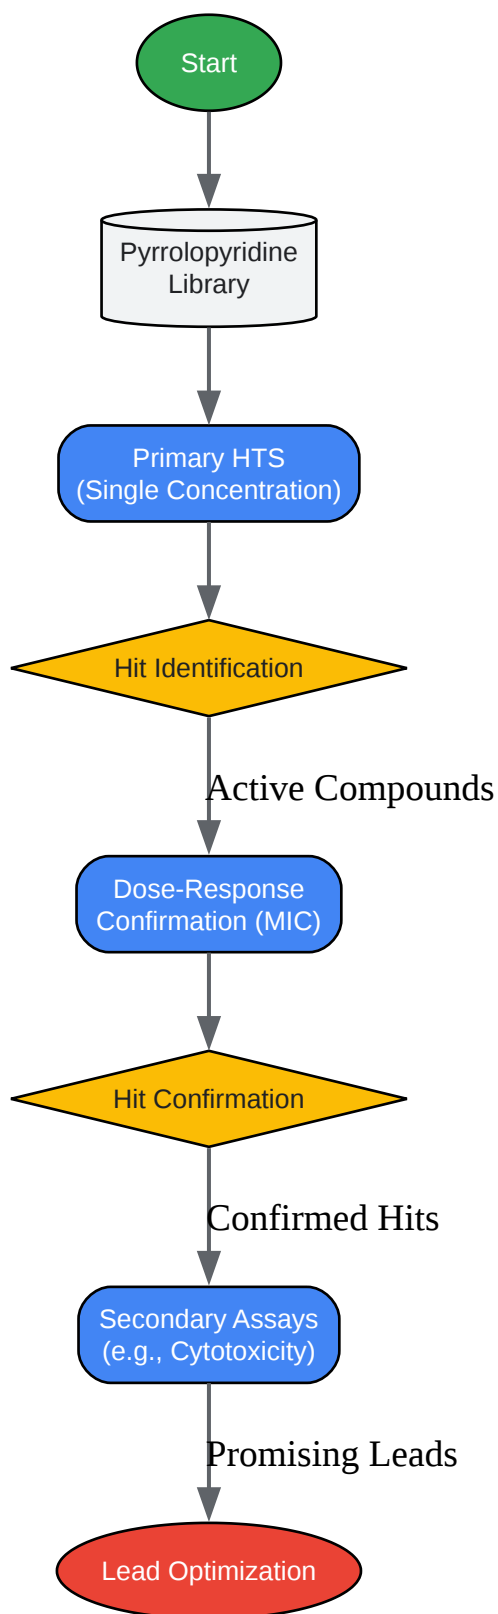 Start
Pyrrolopyridine
Library
Primary HTS
(Single Concentration)
Hit Identification
Active Compounds
Dose-Response
Confirmation (MIC)
Hit Confirmation
Confirmed Hits
Secondary Assays
(e.g., Cytotoxicity)
Promising Leads
Lead Optimization